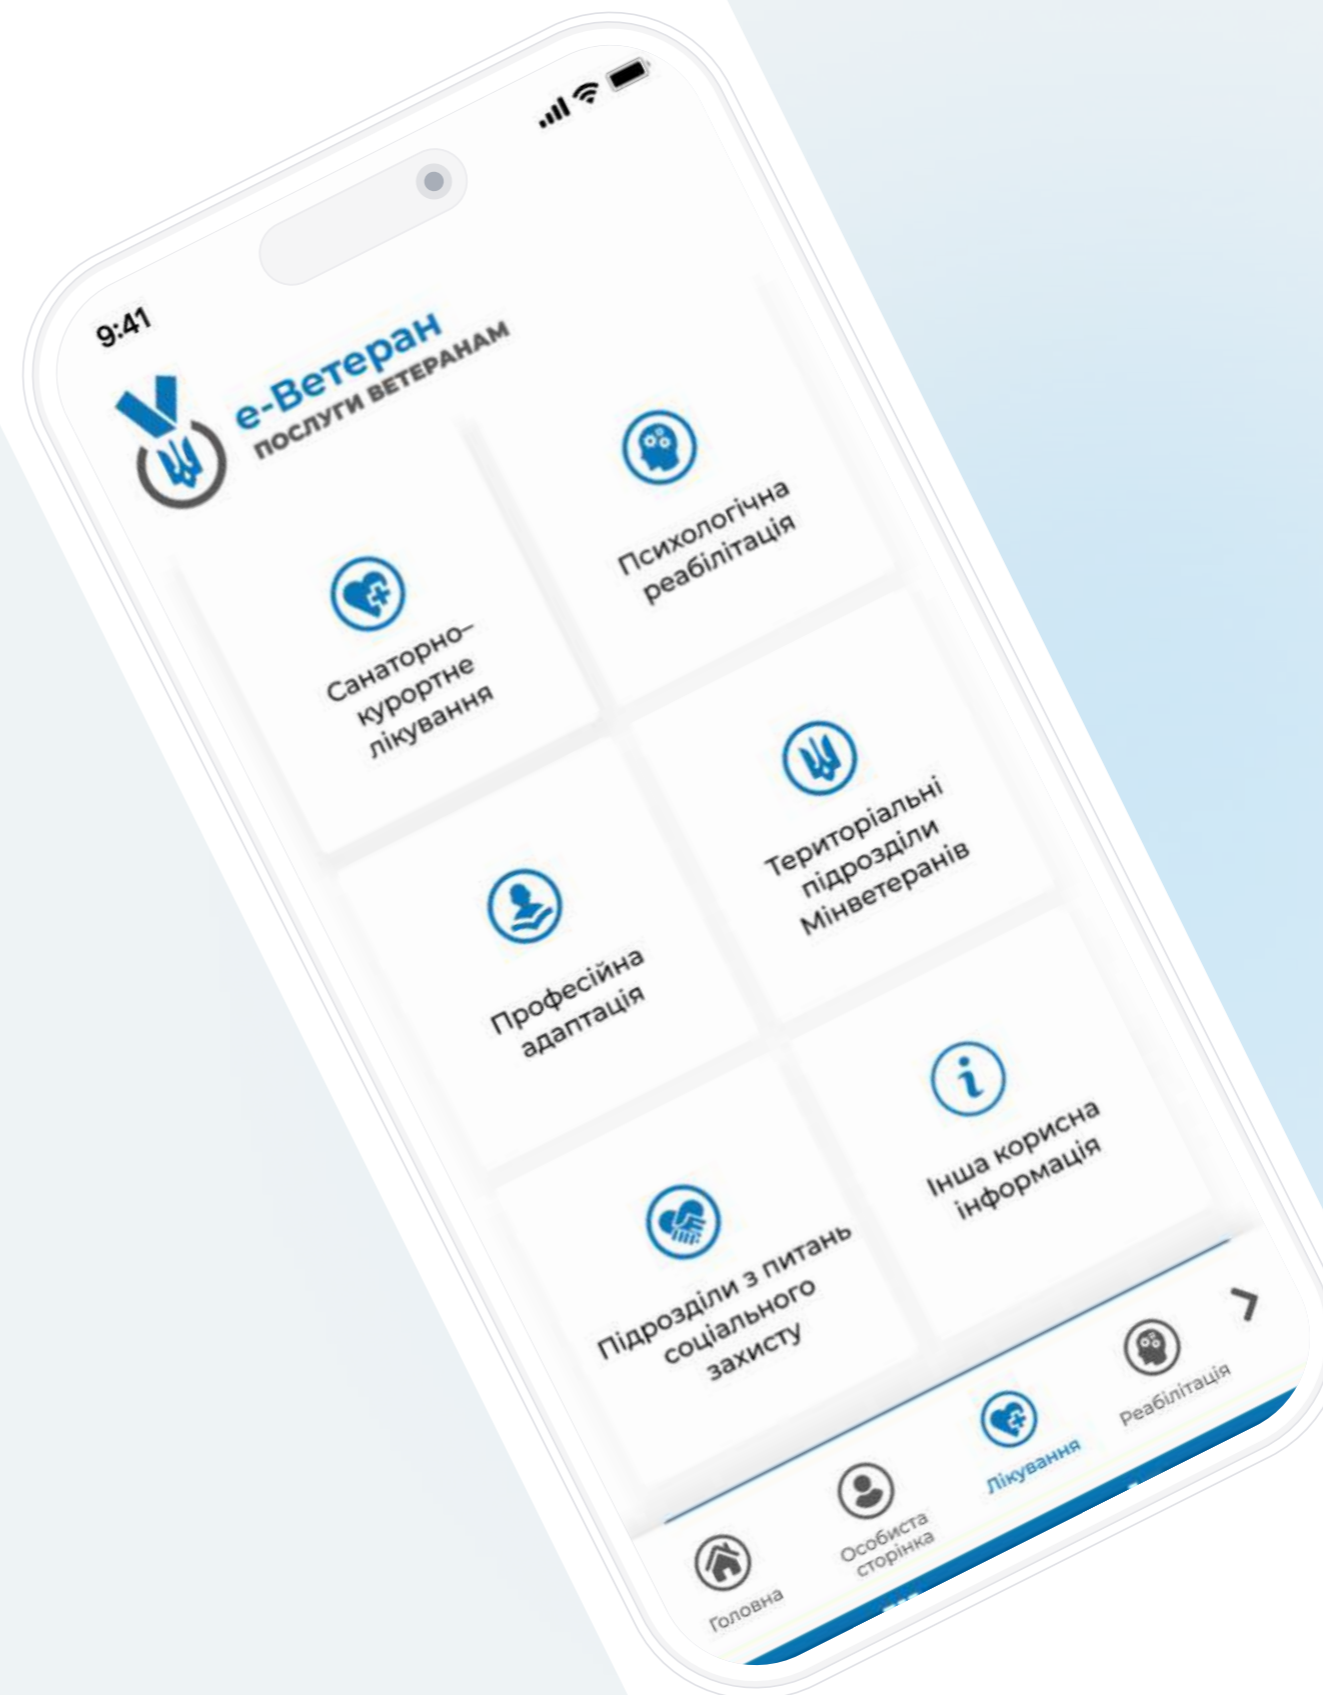 9:41
е-Ветеран
ПОСЛУГИ ВЕТЕРАНАМ
Санаторно–
курортне
лікування
Психологічна
реабілітація
Професійна
адаптація
Територіальні
підрозділи
Мінветеранів
Підрозділи з питань
соціального
захисту
Інша корисна
інформація
Головна
Особиста
сторінка
Лікування
Реабілітація